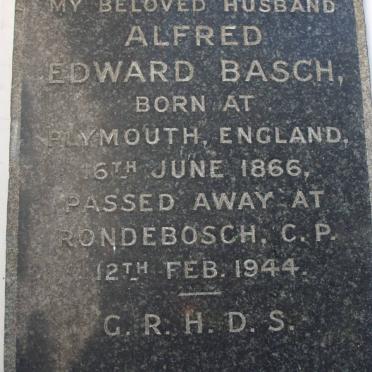 MY BELOVED HUSBAND
ALFRED
EDWARD BASCH,
BORN AT
PLYMOUTH, ENGLAND,
16TH JUNE 1866,
PASSED AWAY AT
RONDEBOSCH, C. P.
12TH FEB. 1944.
G. R. H. D. S.